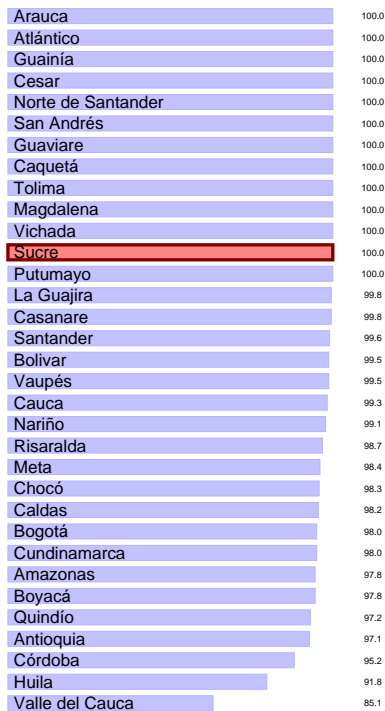 Arauca 100.0
Atlántico 100.0
Guainía 100.0
Cesar 100.0
Norte de Santander 100.0
San Andrés 100.0
Guaviare 100.0
Caquetá 100.0
Tolima 100.0
Magdalena 100.0
Vichada 100.0
Sucre 100.0
Putumayo 100.0
La Guajira 99.8
Casanare 99.8
Santander 99.6
Bolivar 99.5
Vaupés 99.5
Cauca 99.3
Nariño 99.1
Risaralda 98.7
Meta 98.4
Chocó 98.3
Caldas 98.2
Bogotá 98.0
Cundinamarca 98.0
Amazonas 97.8
Boyacá 97.8
Quindío 97.2
Antioquia 97.1
Córdoba 95.2
Huila 91.8
Valle del Cauca 85.1